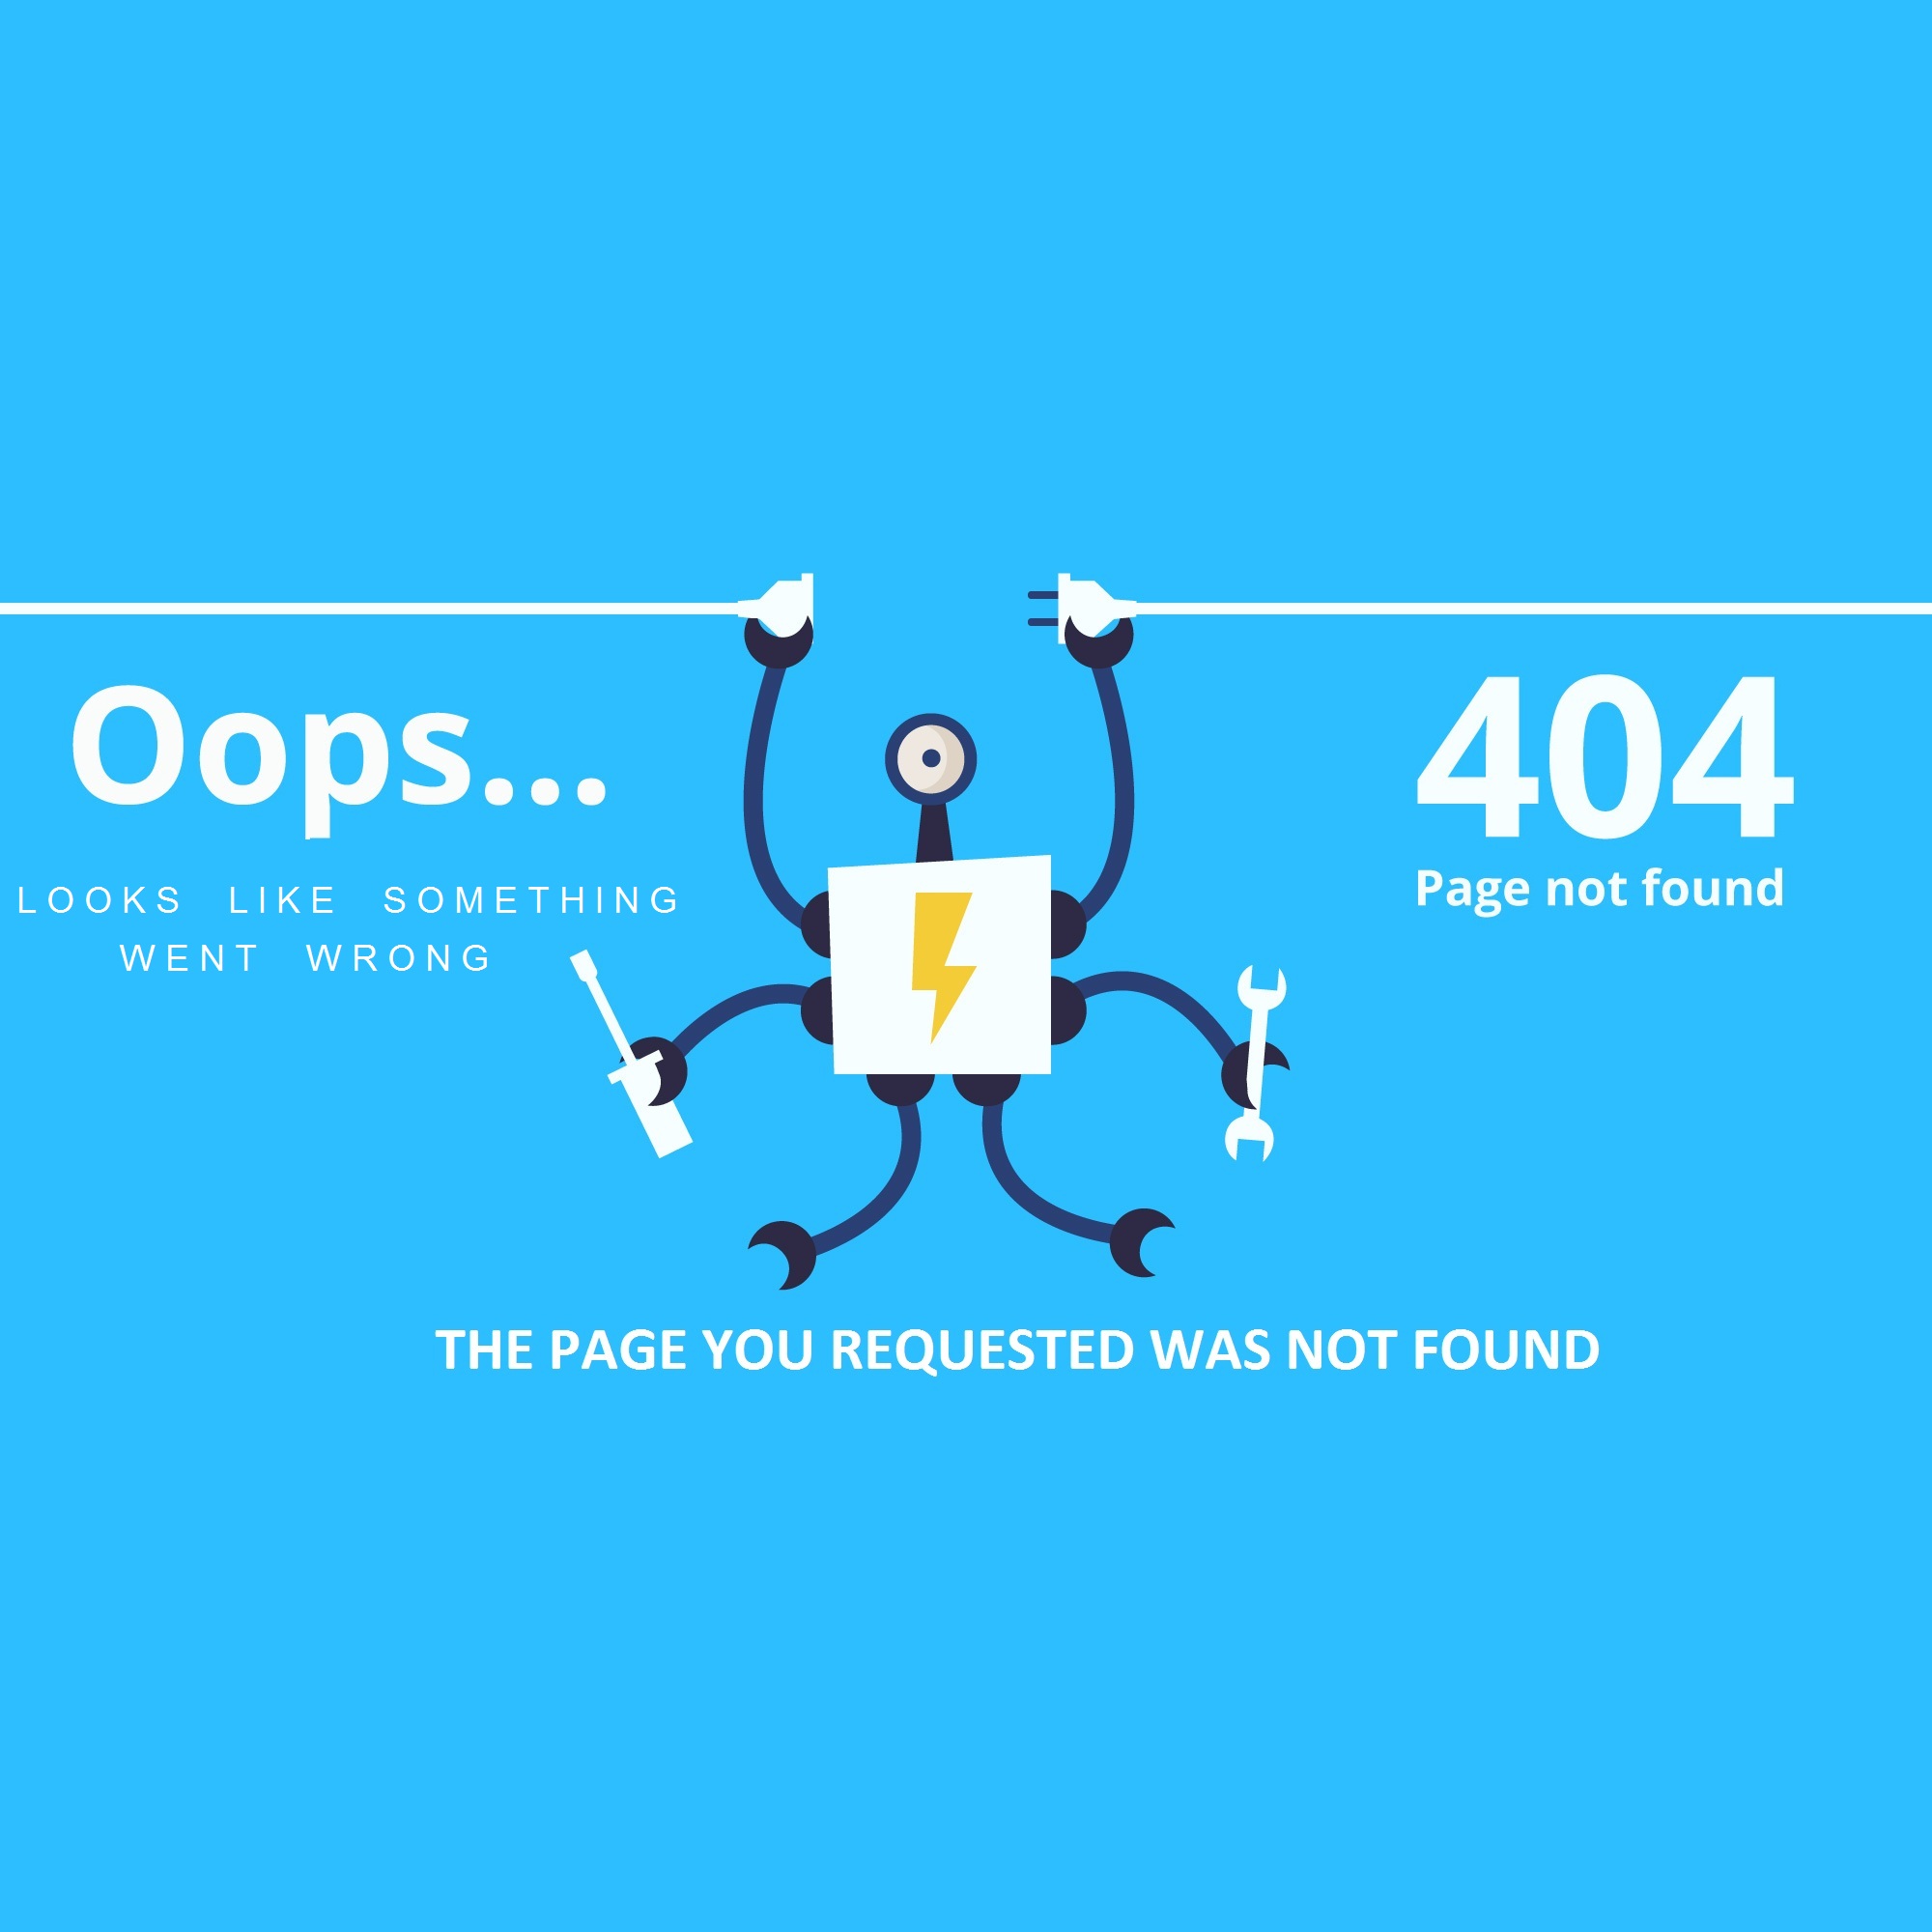 Oops...
LOOKS LIKE SOMETHING
WENT WRONG
404
Page not found
THE PAGE YOU REQUESTED WAS NOT FOUND